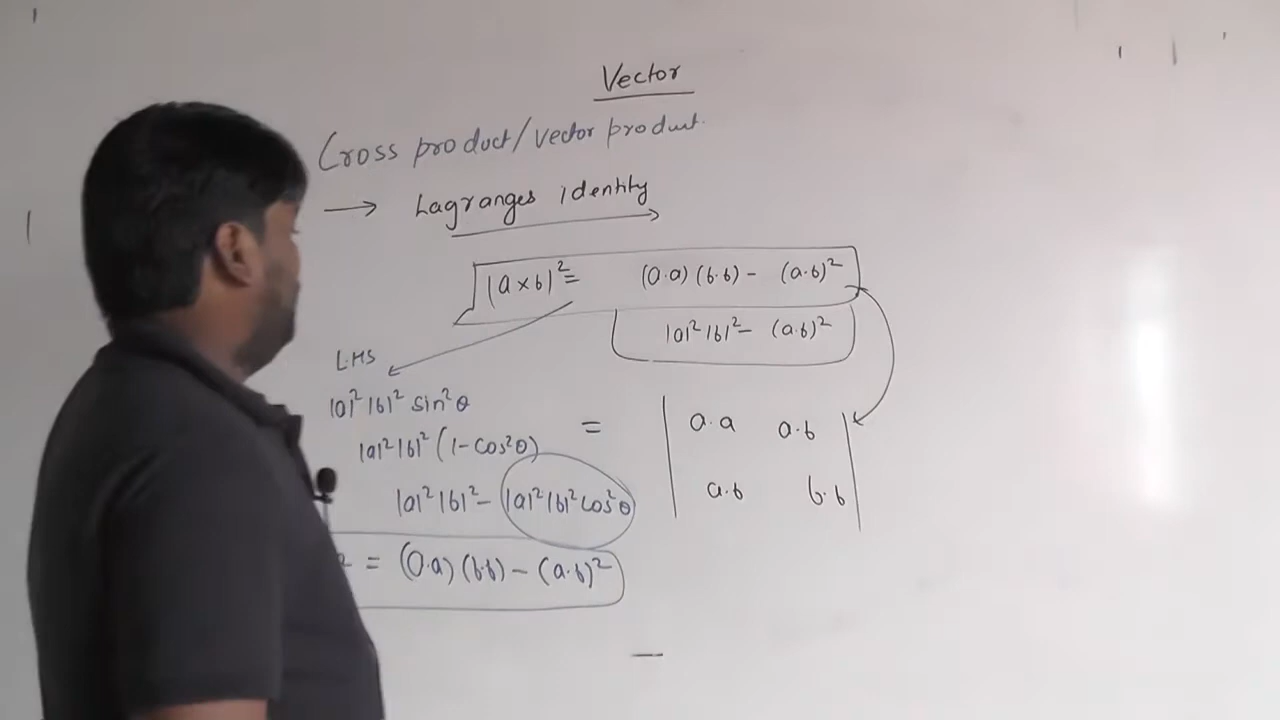 Vector
Cross product/vector product.
→ Lagranges identity
|a×b|²= (a.a)(b.b) - (a.b)²
|a|²|b|² - (a.b)²
LHS
|a|²|b|² sin²θ
|a|²|b|² (1-cos²θ)
|a|²|b|² - |a|²|b|²cos²θ
² = (a.a)(b.b) - (a.b)²
= | a.a a.b |
| a.b b.b |